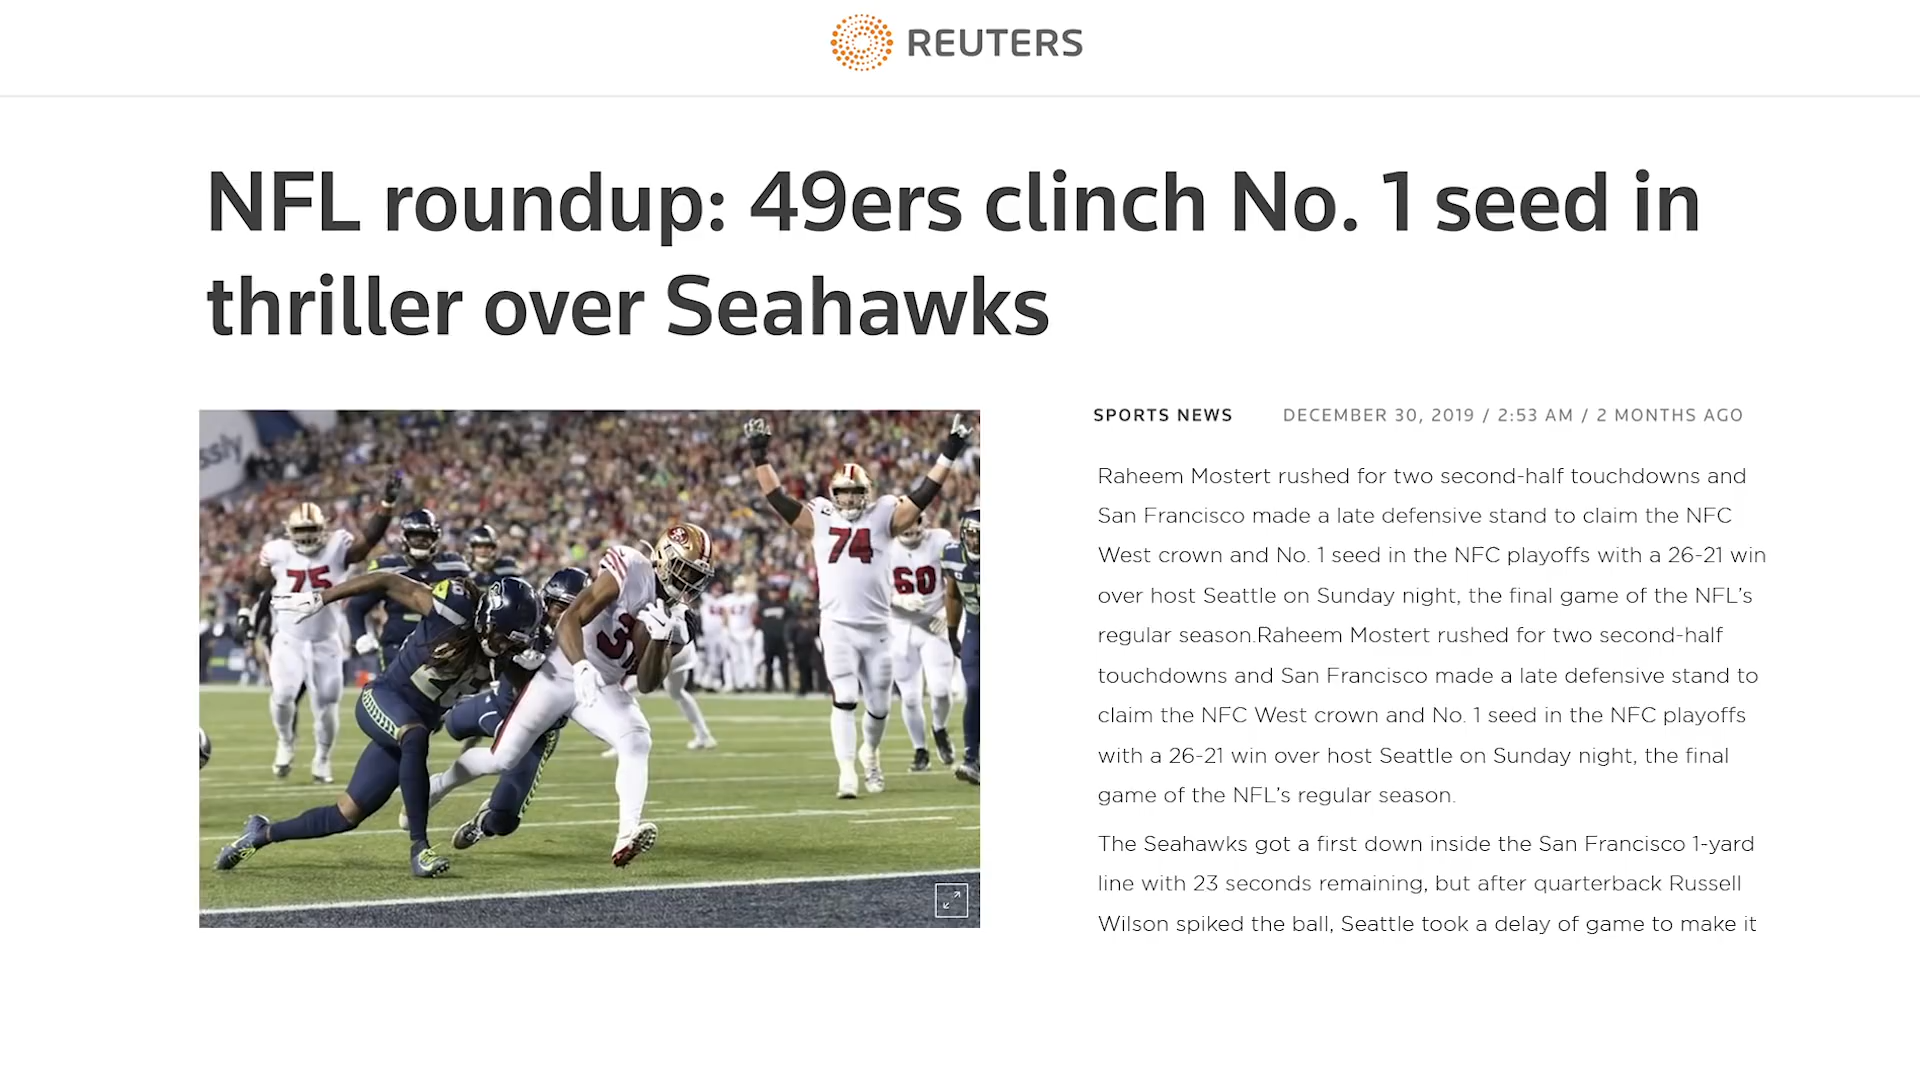 REUTERS
NFL roundup: 49ers clinch No. 1 seed in
thriller over Seahawks
SPORTS NEWS DECEMBER 30, 2019 / 2:53 AM / 2 MONTHS AGO
Raheem Mostert rushed for two second-half touchdowns and
San Francisco made a late defensive stand to claim the NFC
West crown and No. 1 seed in the NFC playoffs with a 26-21 win
over host Seattle on Sunday night, the final game of the NFL’s
regular season.Raheem Mostert rushed for two second-half
touchdowns and San Francisco made a late defensive stand to
claim the NFC West crown and No. 1 seed in the NFC playoffs
with a 26-21 win over host Seattle on Sunday night, the final
game of the NFL’s regular season.
The Seahawks got a first down inside the San Francisco 1-yard
line with 23 seconds remaining, but after quarterback Russell
Wilson spiked the ball, Seattle took a delay of game to make it
75
74
60